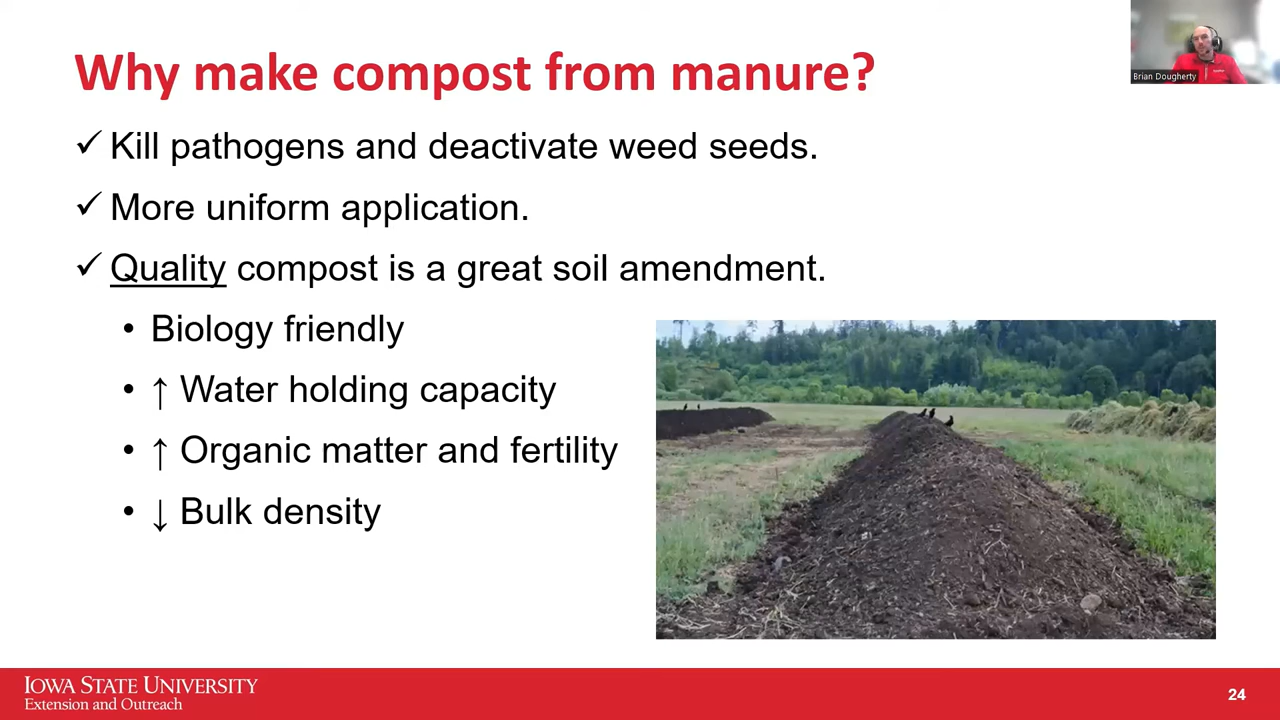 Why make compost from manure?
Brian Dougherty
✓ Kill pathogens and deactivate weed seeds.
✓ More uniform application.
✓ Quality compost is a great soil amendment.
• Biology friendly
• ↑ Water holding capacity
• ↑ Organic matter and fertility
• ↓ Bulk density
IOWA STATE UNIVERSITY
Extension and Outreach
24